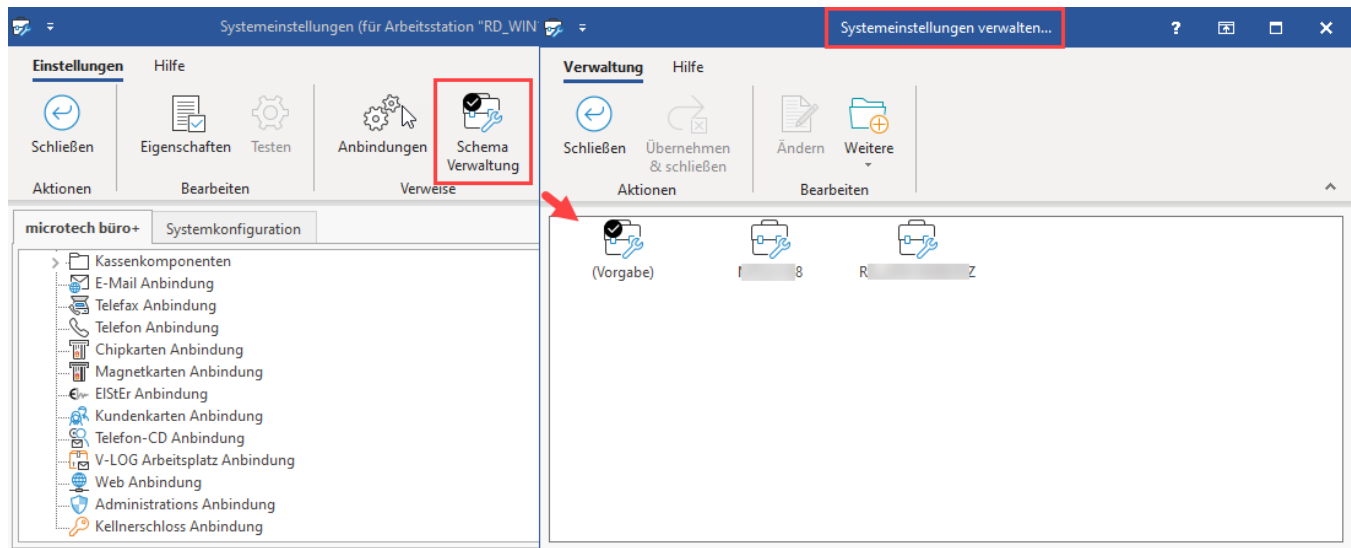 Systemeinstellungen (für Arbeitsstation "RD_WIN
Einstellungen Hilfe
Schließen
Eigenschaften
Testen
Anbindungen
Schema
Verwaltung
Aktionen
Bearbeiten
Verweise
microtech büro+ Systemkonfiguration
Kassenkomponenten
E-Mail Anbindung
Telefax Anbindung
Telefon Anbindung
Chipkarten Anbindung
Magnetkarten Anbindung
ElStEr Anbindung
Kundenkarten Anbindung
Telefon-CD Anbindung
V-LOG Arbeitsplatz Anbindung
Web Anbindung
Administrations Anbindung
Kellnerschloss Anbindung
Systemeinstellungen verwalten...
Verwaltung Hilfe
Schließen
Übernehmen
& schließen
Ändern
Weitere
Aktionen
Bearbeiten
(Vorgabe)